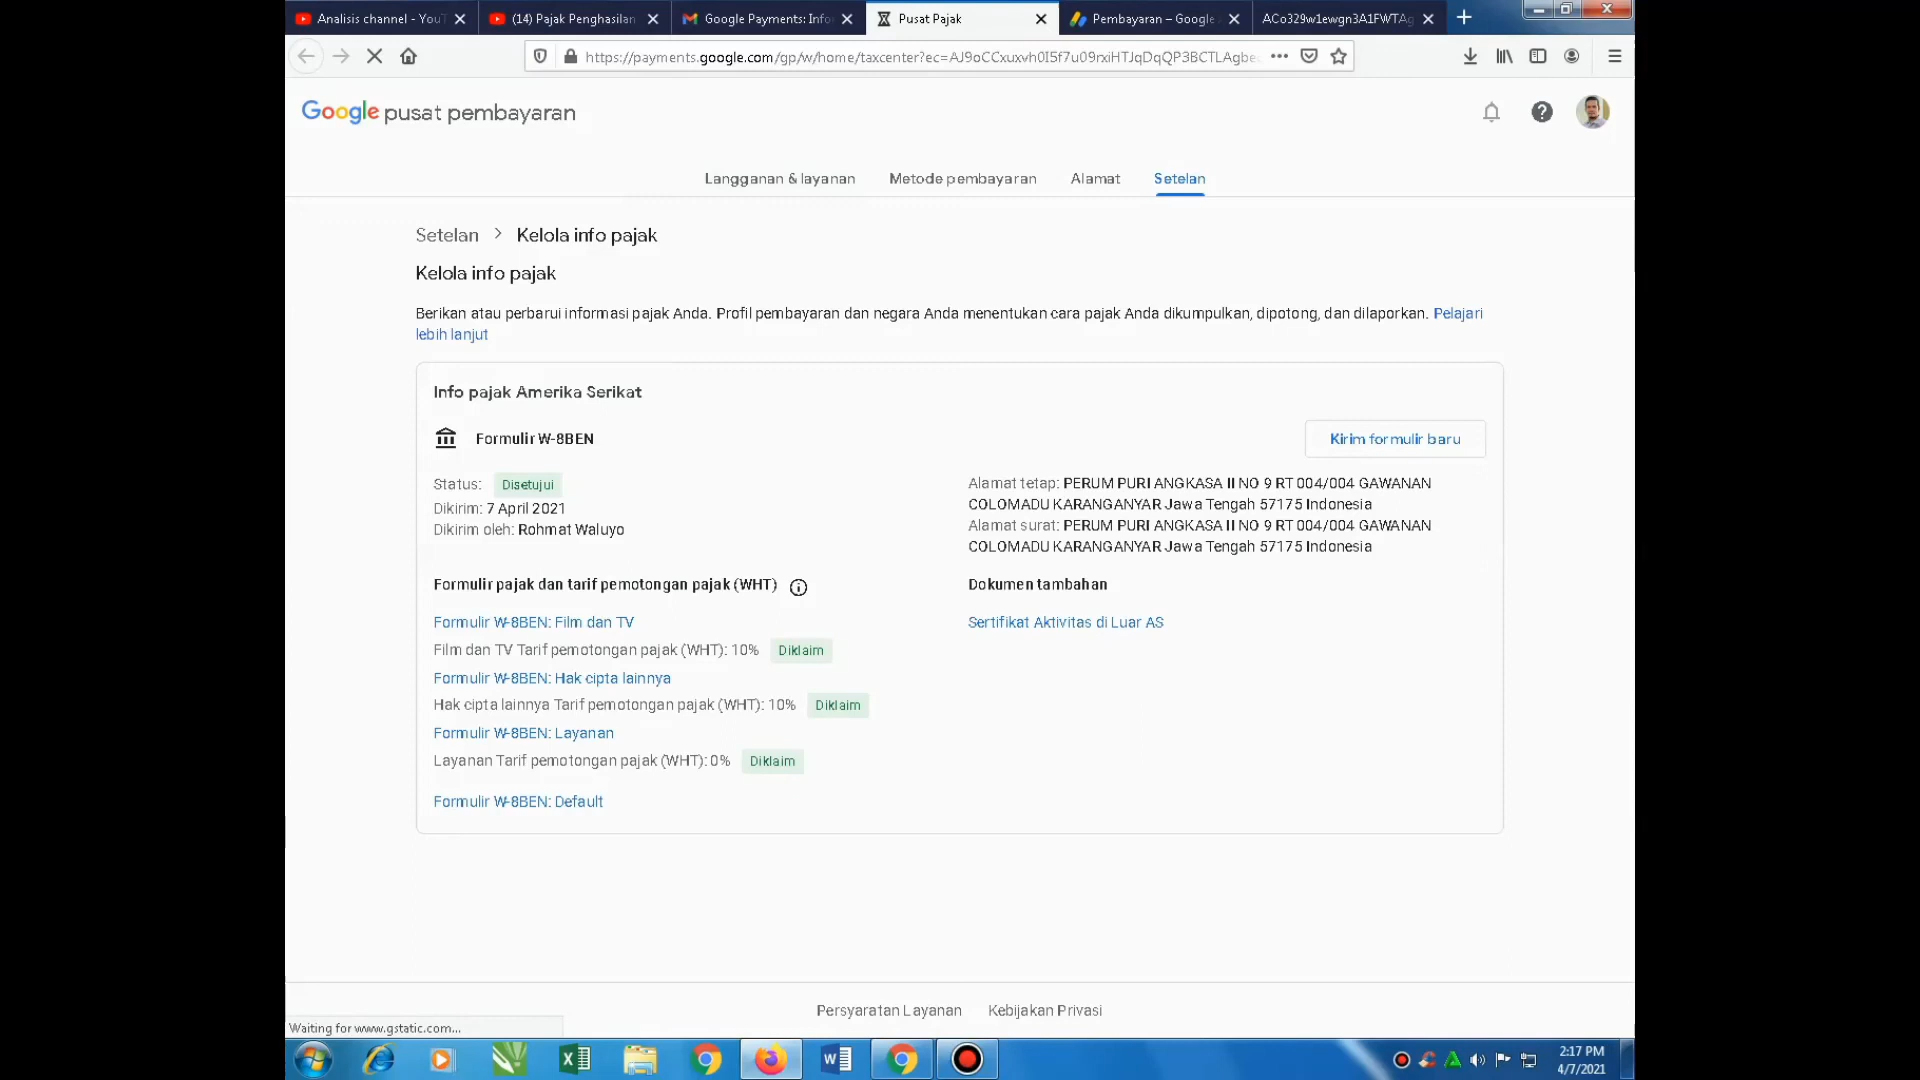 Analisis channel - YouT
(14) Pajak Penghasilan
Google Payments: Info
Pusat Pajak
Pembayaran – Google
ACo329w1ewgn3A1FWTAg
https://payments.google.com/gp/w/home/taxcenter?ec=
Google pusat pembayaran
Langganan & layanan
Metode pembayaran
Alamat
Setelan
Setelan > Kelola info pajak
Kelola info pajak
Berikan atau perbarui informasi pajak Anda. Profil pembayaran dan negara Anda menentukan cara pajak Anda dikumpulkan, dipotong, dan dilaporkan. Pelajari
lebih lanjut
Info pajak Amerika Serikat
Formulir W-8BEN
Kirim formulir baru
Status: Disetujui
Dikirim: 7 April 2021
Dikirim oleh: Rohmat Waluyo
Alamat tetap: PERUM PURI ANGKASA II NO 9 RT 004/004 GAWANAN
COLOMADU KARANGANYAR Jawa Tengah 57175 Indonesia
Alamat surat: PERUM PURI ANGKASA II NO 9 RT 004/004 GAWANAN
COLOMADU KARANGANYAR Jawa Tengah 57175 Indonesia
Formulir pajak dan tarif pemotongan pajak (WHT)
Formulir W-8BEN: Film dan TV
Film dan TV Tarif pemotongan pajak (WHT): 10% Diklaim
Formulir W-8BEN: Hak cipta lainnya
Hak cipta lainnya Tarif pemotongan pajak (WHT): 10% Diklaim
Formulir W-8BEN: Layanan
Layanan Tarif pemotongan pajak (WHT): 0% Diklaim
Formulir W-8BEN: Default
Dokumen tambahan
Sertifikat Aktivitas di Luar AS
Persyaratan Layanan
Kebijakan Privasi
Waiting for www.gstatic.com...
2:17 PM
4/7/2021